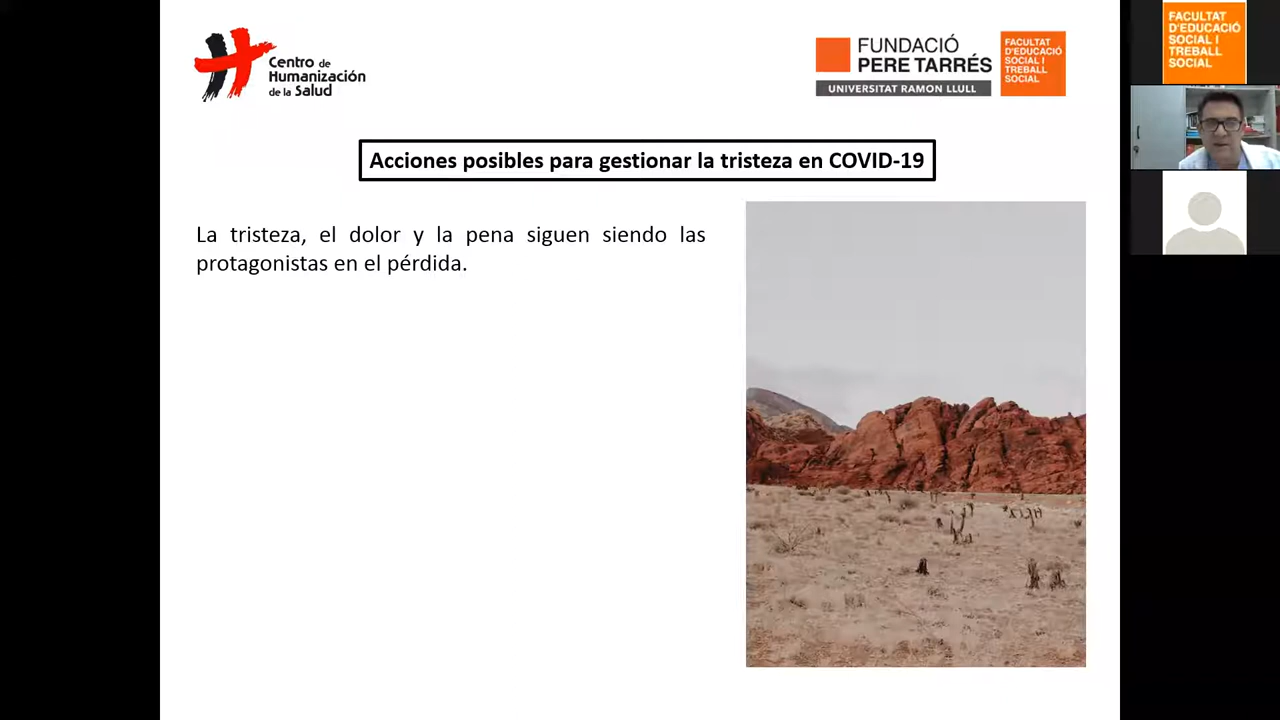 Centro de
Humanización
de la Salud
FUNDACIÓ
PERE TARRÉS
UNIVERSITAT RAMON LLULL
FACULTAT
D'EDUCACIÓ
SOCIAL I
TREBALL
SOCIAL
FACULTAT
D'EDUCACIÓ
SOCIAL I
TREBALL
SOCIAL
Acciones posibles para gestionar la tristeza en COVID-19
La tristeza, el dolor y la pena siguen siendo las
protagonistas en el pérdida.